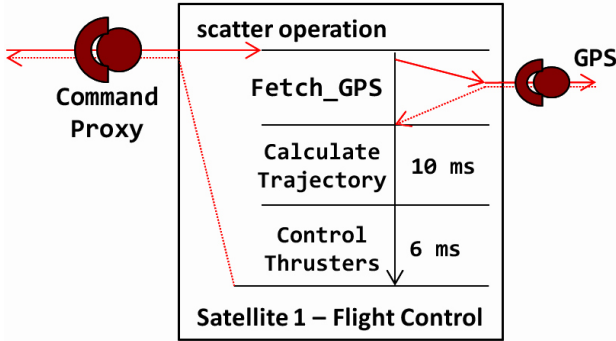 scatter operation
GPS
Fetch_GPS
Command
Proxy
Calculate
Trajectory
10 ms
Control
Thrusters
6 ms
Satellite 1 – Flight Control